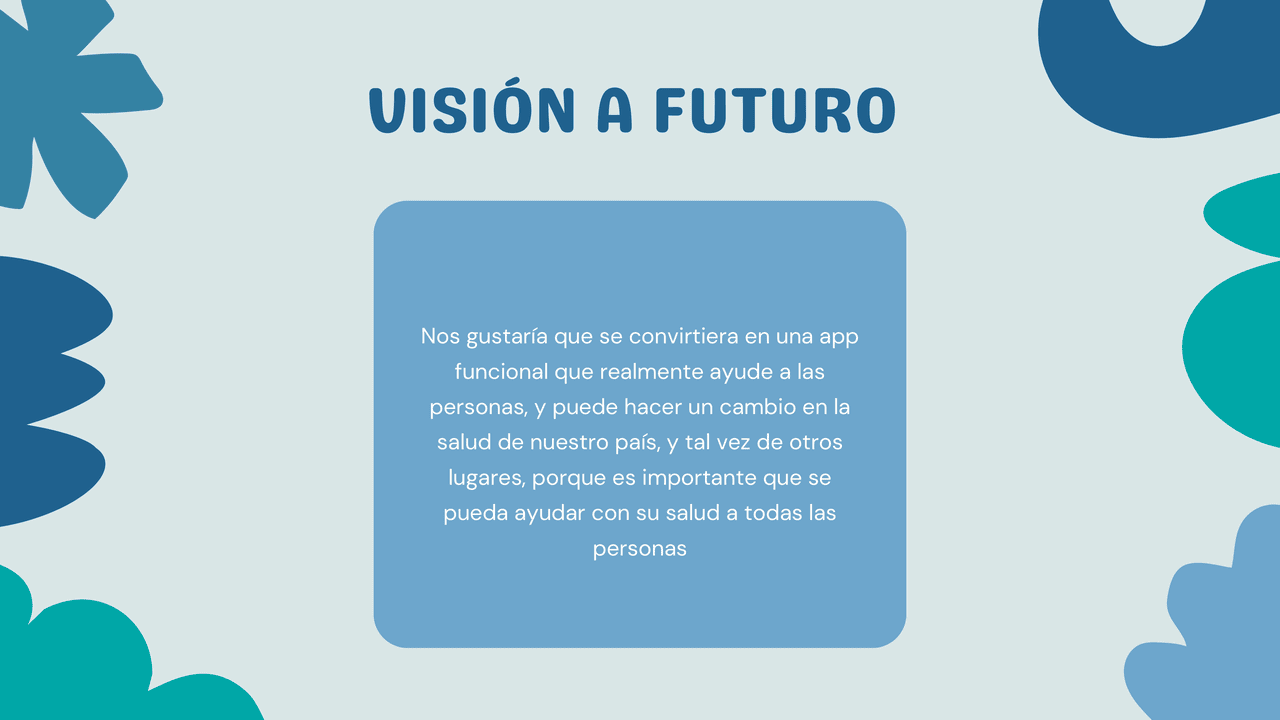 VISIÓN A FUTURO
Nos gustaría que se convirtiera en una app
funcional que realmente ayude a las
personas, y puede hacer un cambio en la
salud de nuestro país, y tal vez de otros
lugares, porque es importante que se
pueda ayudar con su salud a todas las
personas